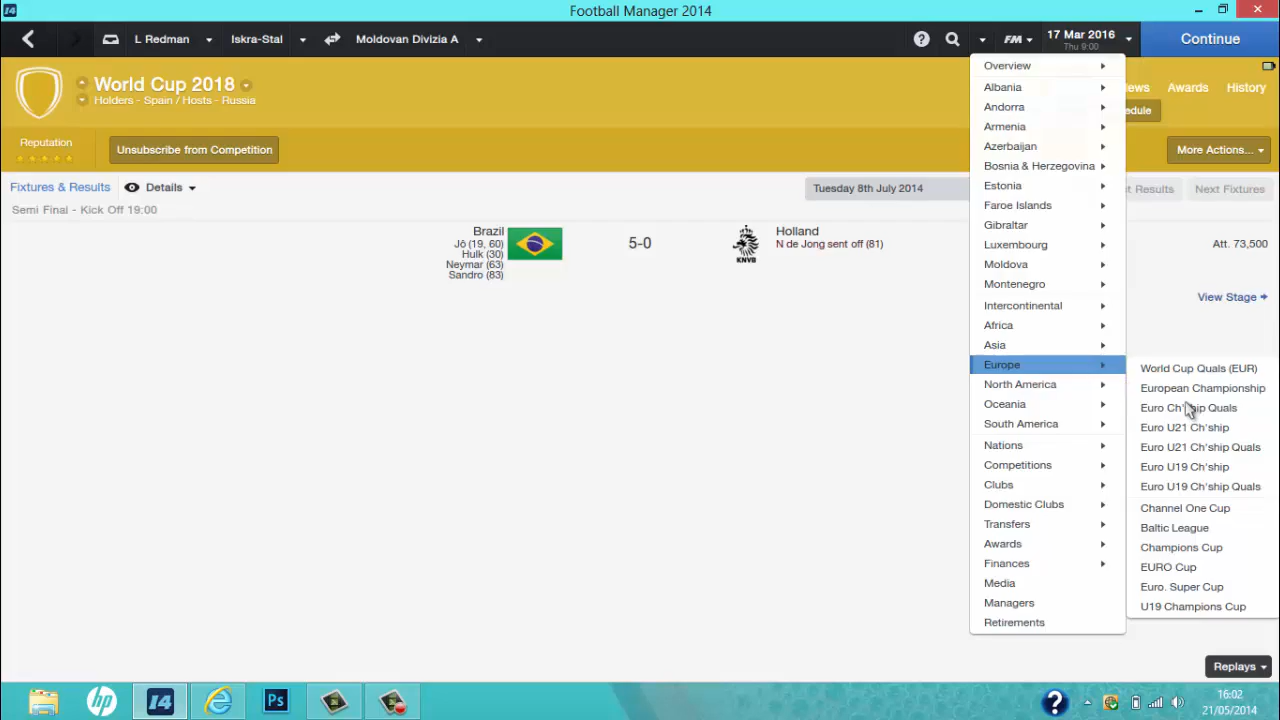 Football Manager 2014
L Redman
Iskra-Stal
Moldovan Divizia A
FM
17 Mar 2016
Thu 9:00
Continue
World Cup 2018
Holders - Spain / Hosts - Russia
Awards
History
Reputation
Unsubscribe from Competition
More Actions...
Fixtures & Results
Details
Tuesday 8th July 2014
Results
Next Fixtures
Semi Final - Kick Off 19:00
Brazil
Jô (19, 60)
Hulk (30)
Neymar (63)
Sandro (83)
5-0
KNVB
Holland
N de Jong sent off (81)
Att. 73,500
View Stage
Overview
Albania
Andorra
Armenia
Azerbaijan
Bosnia & Herzegovina
Estonia
Faroe Islands
Gibraltar
Luxembourg
Moldova
Montenegro
Intercontinental
Africa
Asia
Europe
North America
Oceania
South America
Nations
Competitions
Clubs
Domestic Clubs
Transfers
Awards
Finances
Media
Managers
Retirements
World Cup Quals (EUR)
European Championship
Euro Ch'ship Quals
Euro U21 Ch'ship
Euro U21 Ch'ship Quals
Euro U19 Ch'ship
Euro U19 Ch'ship Quals
Channel One Cup
Baltic League
Champions Cup
EURO Cup
Euro. Super Cup
U19 Champions Cup
Replays
hp
14
Ps
16:02
21/05/2014